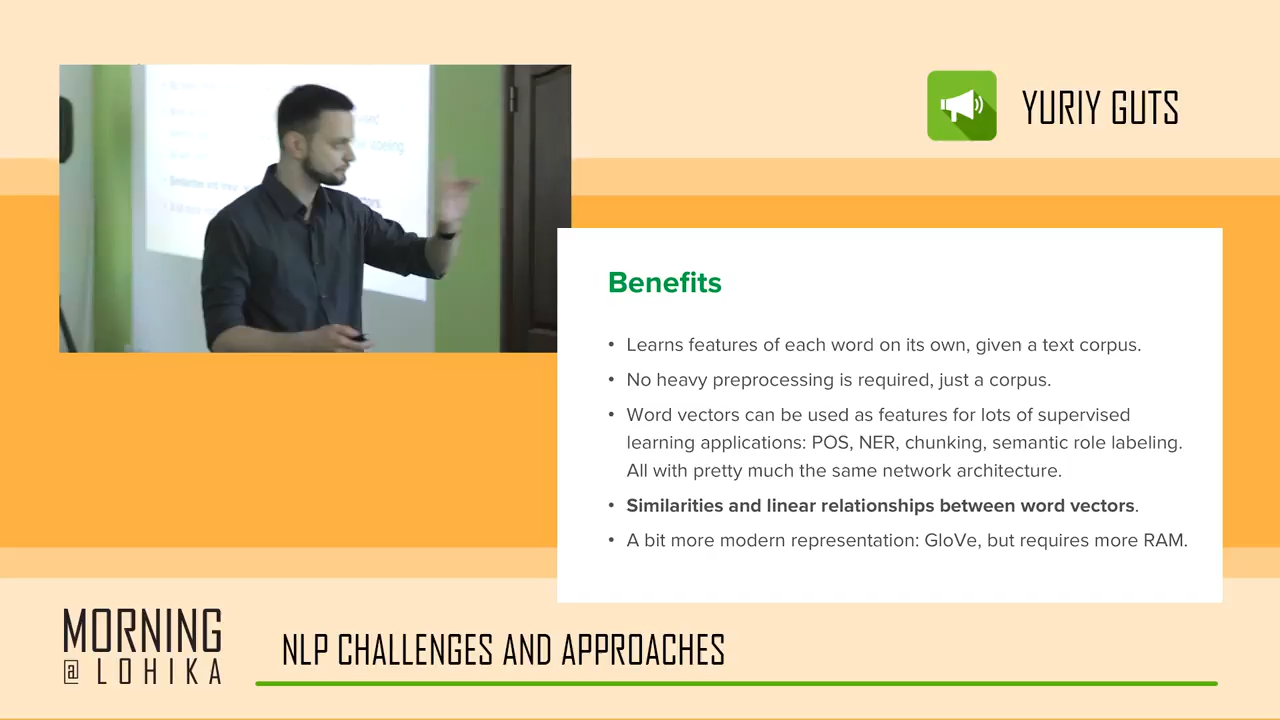 YURIY GUTS
Benefits
• Learns features of each word on its own, given a text corpus.
• No heavy preprocessing is required, just a corpus.
• Word vectors can be used as features for lots of supervised
learning applications: POS, NER, chunking, semantic role labeling.
All with pretty much the same network architecture.
• Similarities and linear relationships between word vectors.
• A bit more modern representation: GloVe, but requires more RAM.
MORNING
@ LOHIKA
NLP CHALLENGES AND APPROACHES